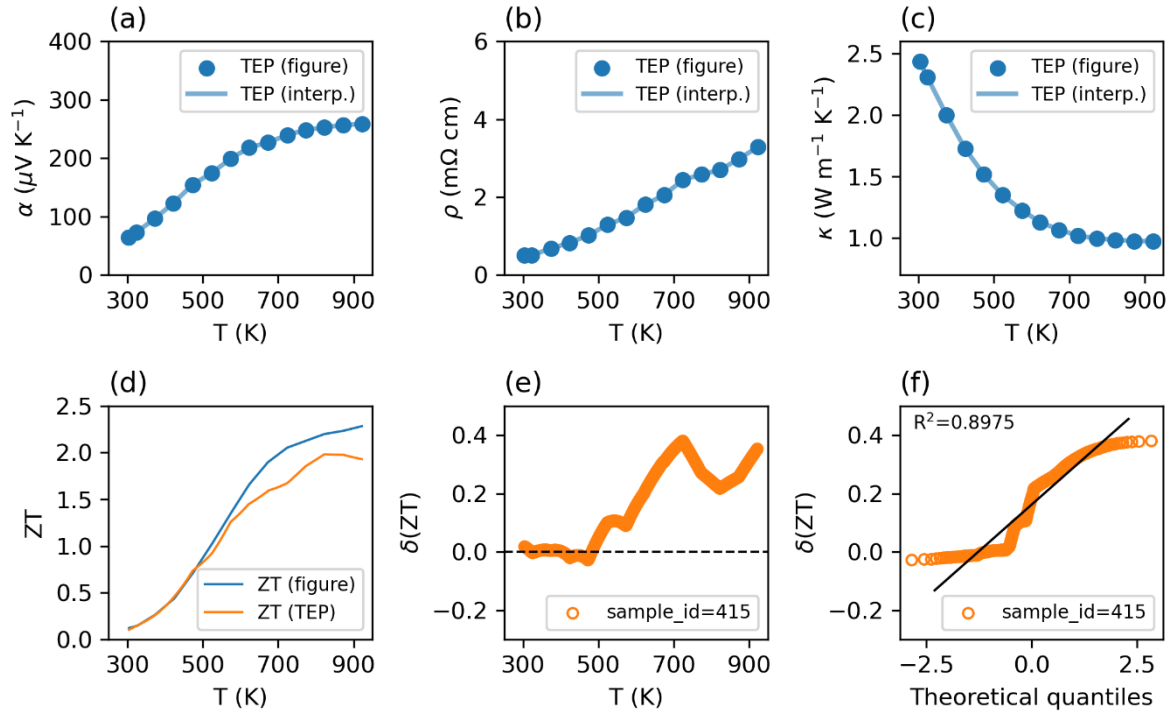 (a)
400
300
200
100
0
α (μV K⁻¹)
TEP (figure)
TEP (interp.)
300 500 700 900
T (K)
(b)
6
4
2
0
ρ (mΩ cm)
TEP (figure)
TEP (interp.)
300 500 700 900
T (K)
(c)
2.5
2.0
1.5
1.0
κ (W m⁻¹ K⁻¹)
TEP (figure)
TEP (interp.)
300 500 700 900
T (K)
(d)
2.5
2.0
1.5
1.0
0.5
0.0
ZT
ZT (figure)
ZT (TEP)
300 500 700 900
T (K)
(e)
0.4
0.2
0.0
−0.2
δ(ZT)
sample_id=415
300 500 700 900
T (K)
(f)
R²=0.8975
0.4
0.2
0.0
−0.2
δ(ZT)
sample_id=415
−2.5 0.0 2.5
Theoretical quantiles